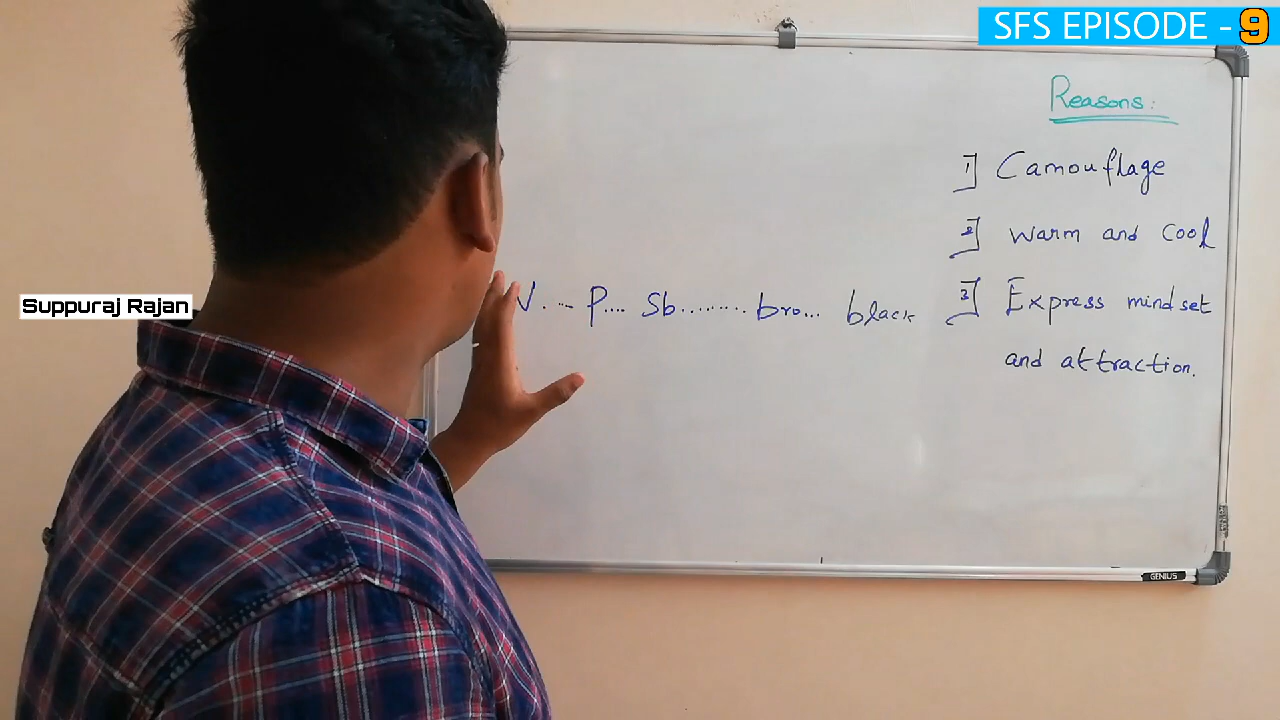 SFS EPISODE - 9
Reasons:
1] Camouflage
2] warm and cool
3] Express mindset
and attraction.
V.... P.... Sb......... bro... black
Suppuraj Rajan
GENIUS